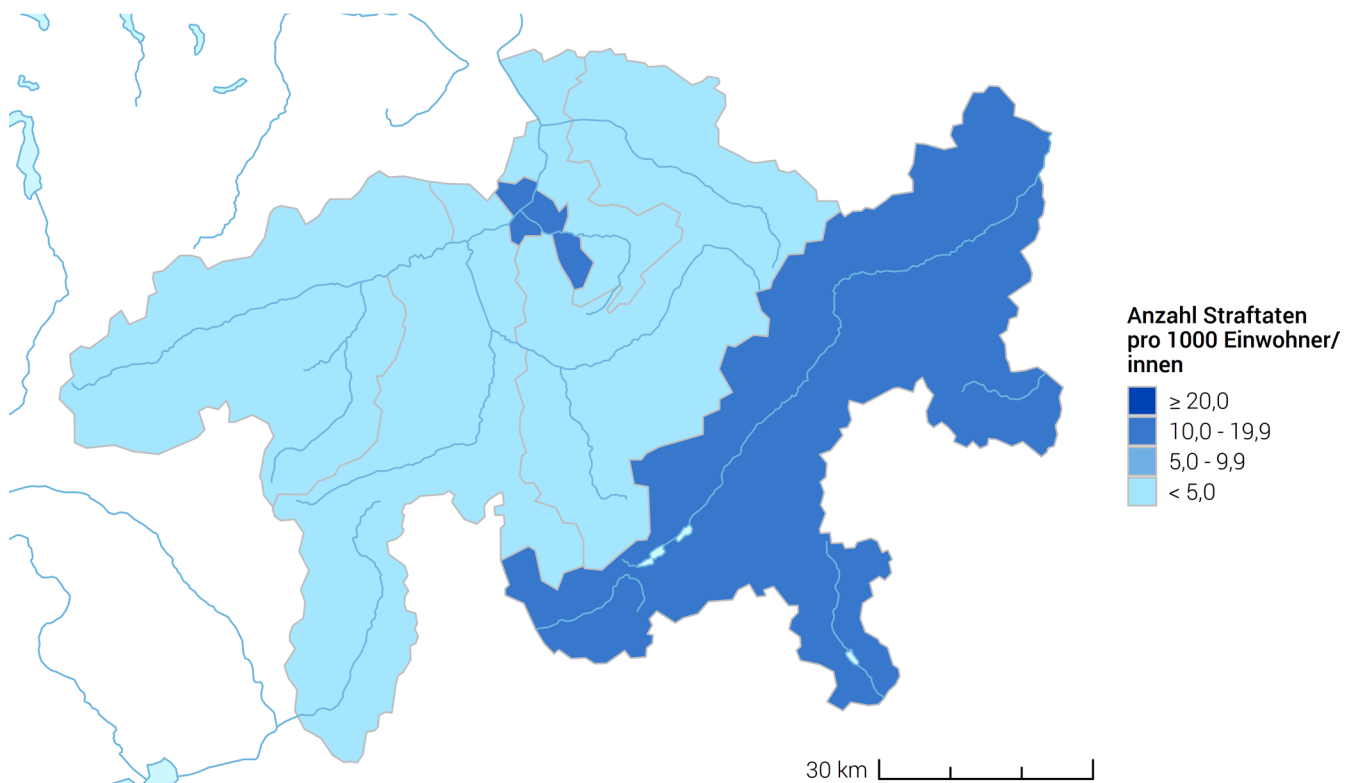 Anzahl Straftaten
pro 1000 Einwohner/
innen
≥ 20,0
10,0 - 19,9
5,0 - 9,9
< 5,0
30 km